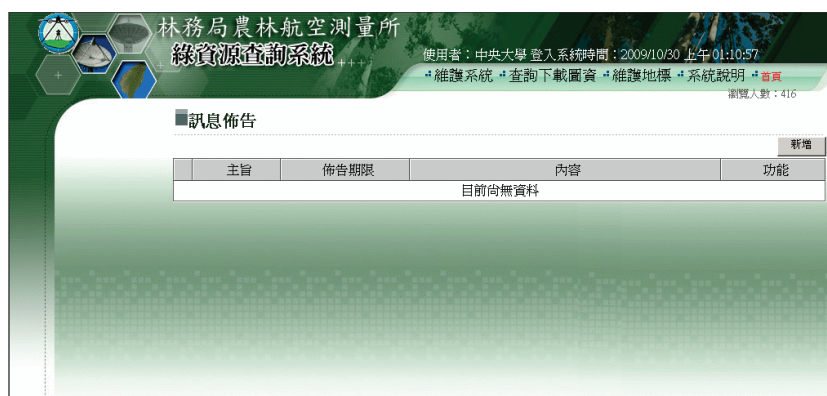 林務局農林航空測量所
綠資源查詢系統
使用者：中央大學 登入系統時間：2009/10/30 上午 01:10:57
維護系統 查詢下載圖資 維護地標 系統說明 首頁
瀏覽人數：416
訊息佈告
新增
主旨 佈告期限 內容 功能
目前尚無資料